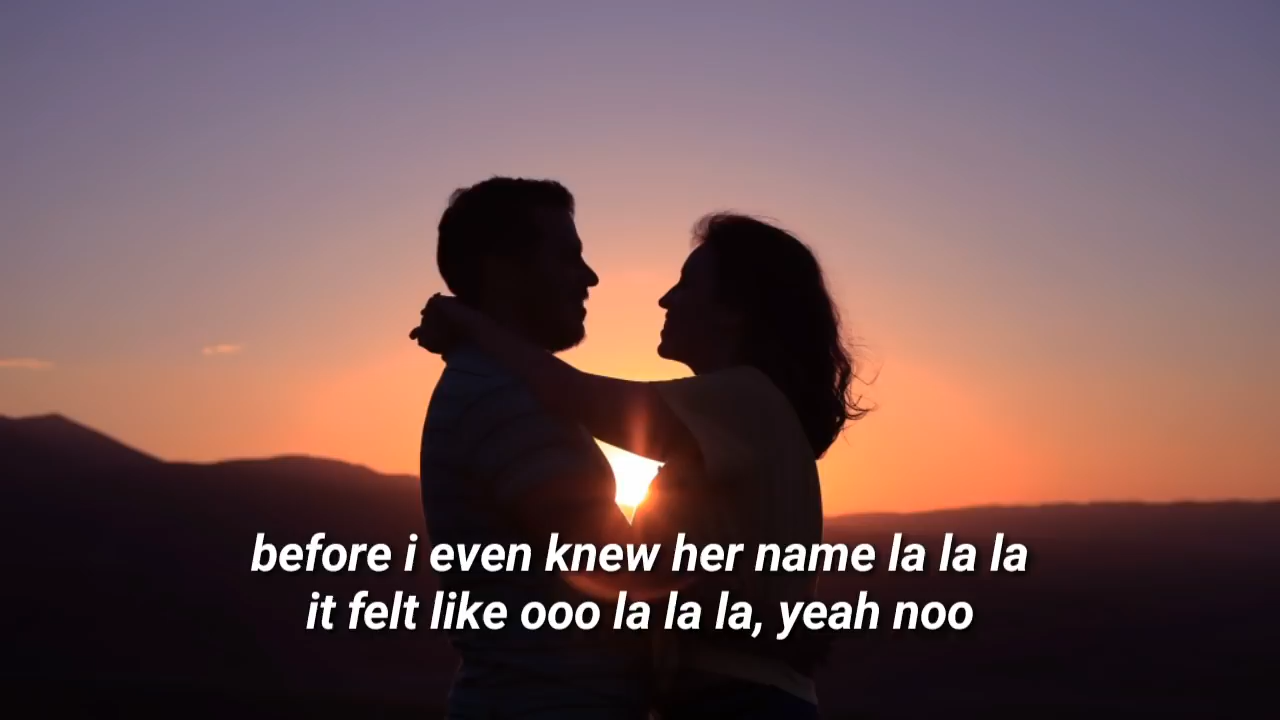 before i even knew her name la la la
it felt like ooo la la la, yeah noo